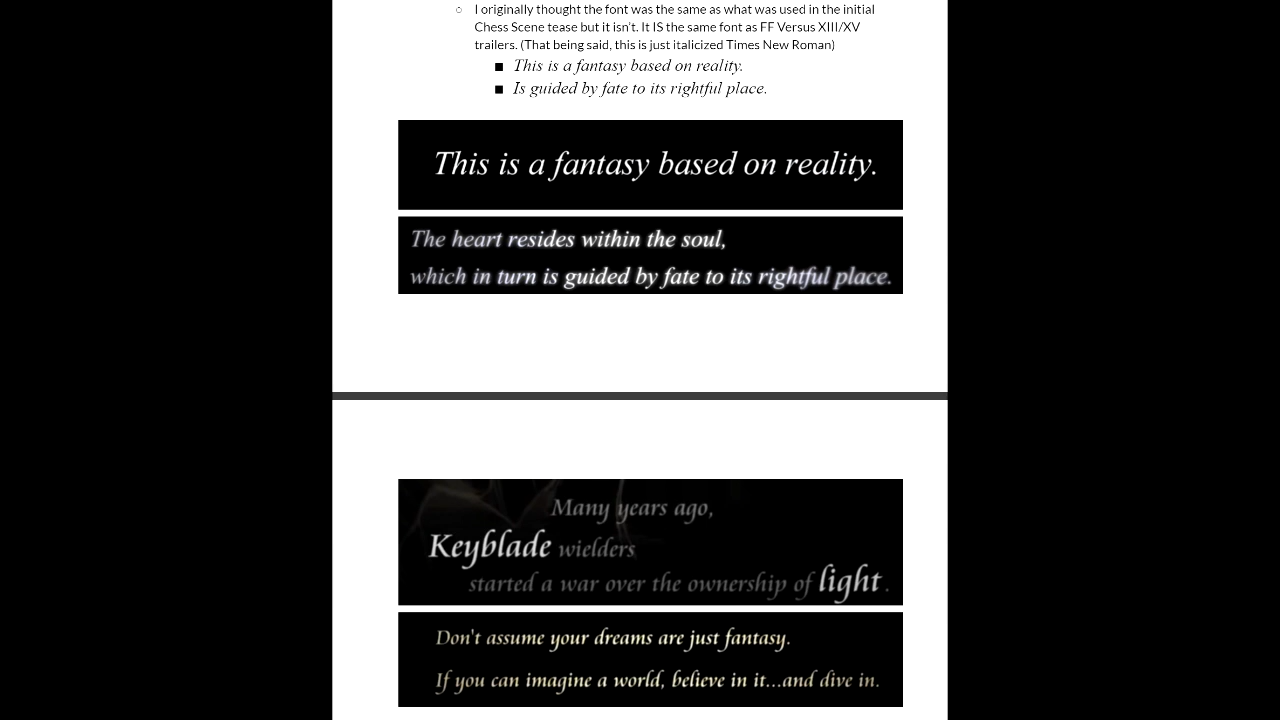 I originally thought the font was the same as what was used in the initial
Chess Scene tease but it isn't. It IS the same font as FF Versus XIII/XV
trailers. (That being said, this is just italicized Times New Roman)
This is a fantasy based on reality.
Is guided by fate to its rightful place.
This is a fantasy based on reality.
The heart resides within the soul,
which in turn is guided by fate to its rightful place.
Many years ago,
Keyblade wielders
started a war over the ownership of light.
Don't assume your dreams are just fantasy.
If you can imagine a world, believe in it...and dive in.